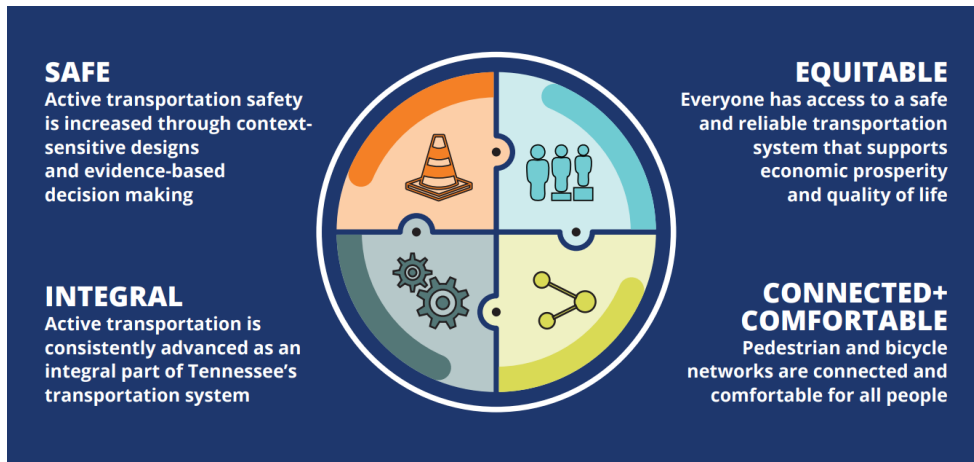 SAFE
Active transportation safety
is increased through context-
sensitive designs
and evidence-based
decision making
EQUITABLE
Everyone has access to a safe
and reliable transportation
system that supports
economic prosperity
and quality of life
INTEGRAL
Active transportation is
consistently advanced as an
integral part of Tennessee’s
transportation system
CONNECTED+
COMFORTABLE
Pedestrian and bicycle
networks are connected and
comfortable for all people